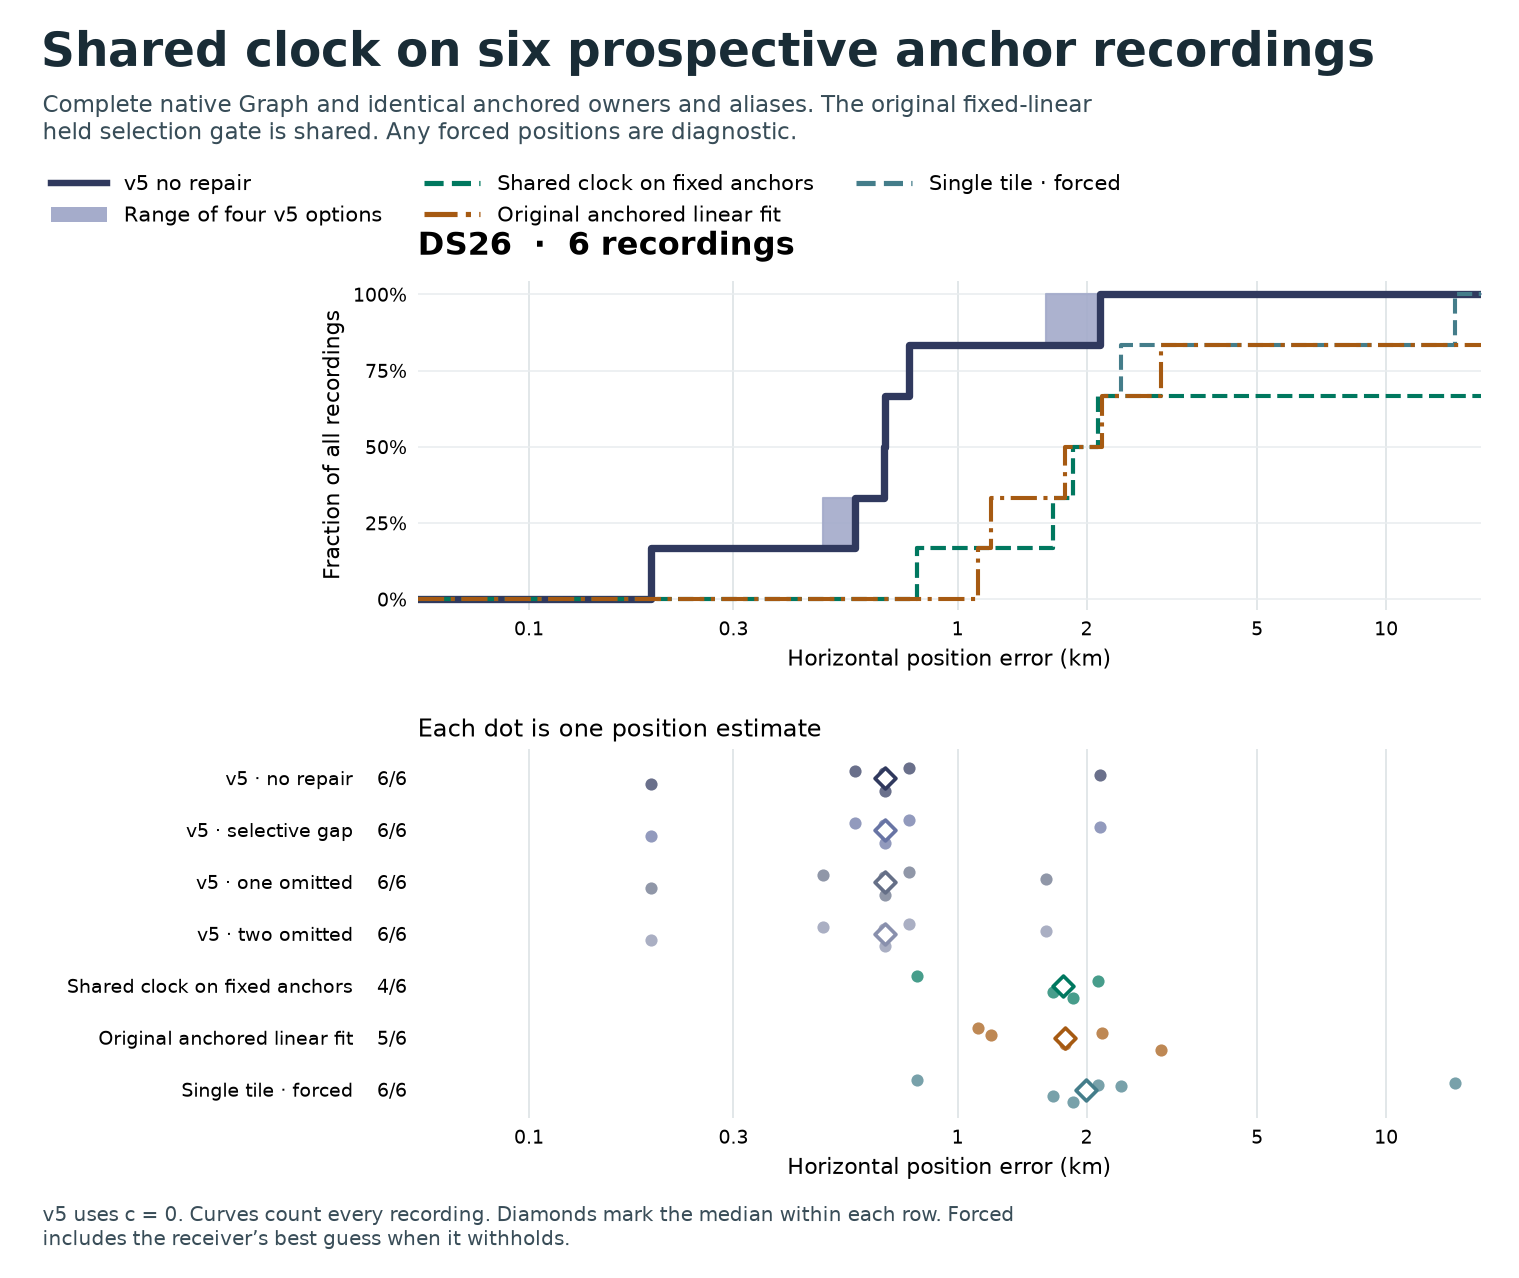 Shared clock on six prospective anchor recordings
Complete native Graph and identical anchored owners and aliases. The original fixed-linear
held selection gate is shared. Any forced positions are diagnostic.
v5 no repair
Shared clock on fixed anchors
Single tile · forced
Range of four v5 options
Original anchored linear fit
DS26 · 6 recordings
Fraction of all recordings
100%
75%
50%
25%
0%
0.1 0.3 1 2 5 10
Horizontal position error (km)
Each dot is one position estimate
v5 · no repair 6/6
v5 · selective gap 6/6
v5 · one omitted 6/6
v5 · two omitted 6/6
Shared clock on fixed anchors 4/6
Original anchored linear fit 5/6
Single tile · forced 6/6
0.1 0.3 1 2 5 10
Horizontal position error (km)
v5 uses c = 0. Curves count every recording. Diamonds mark the median within each row. Forced
includes the receiver’s best guess when it withholds.